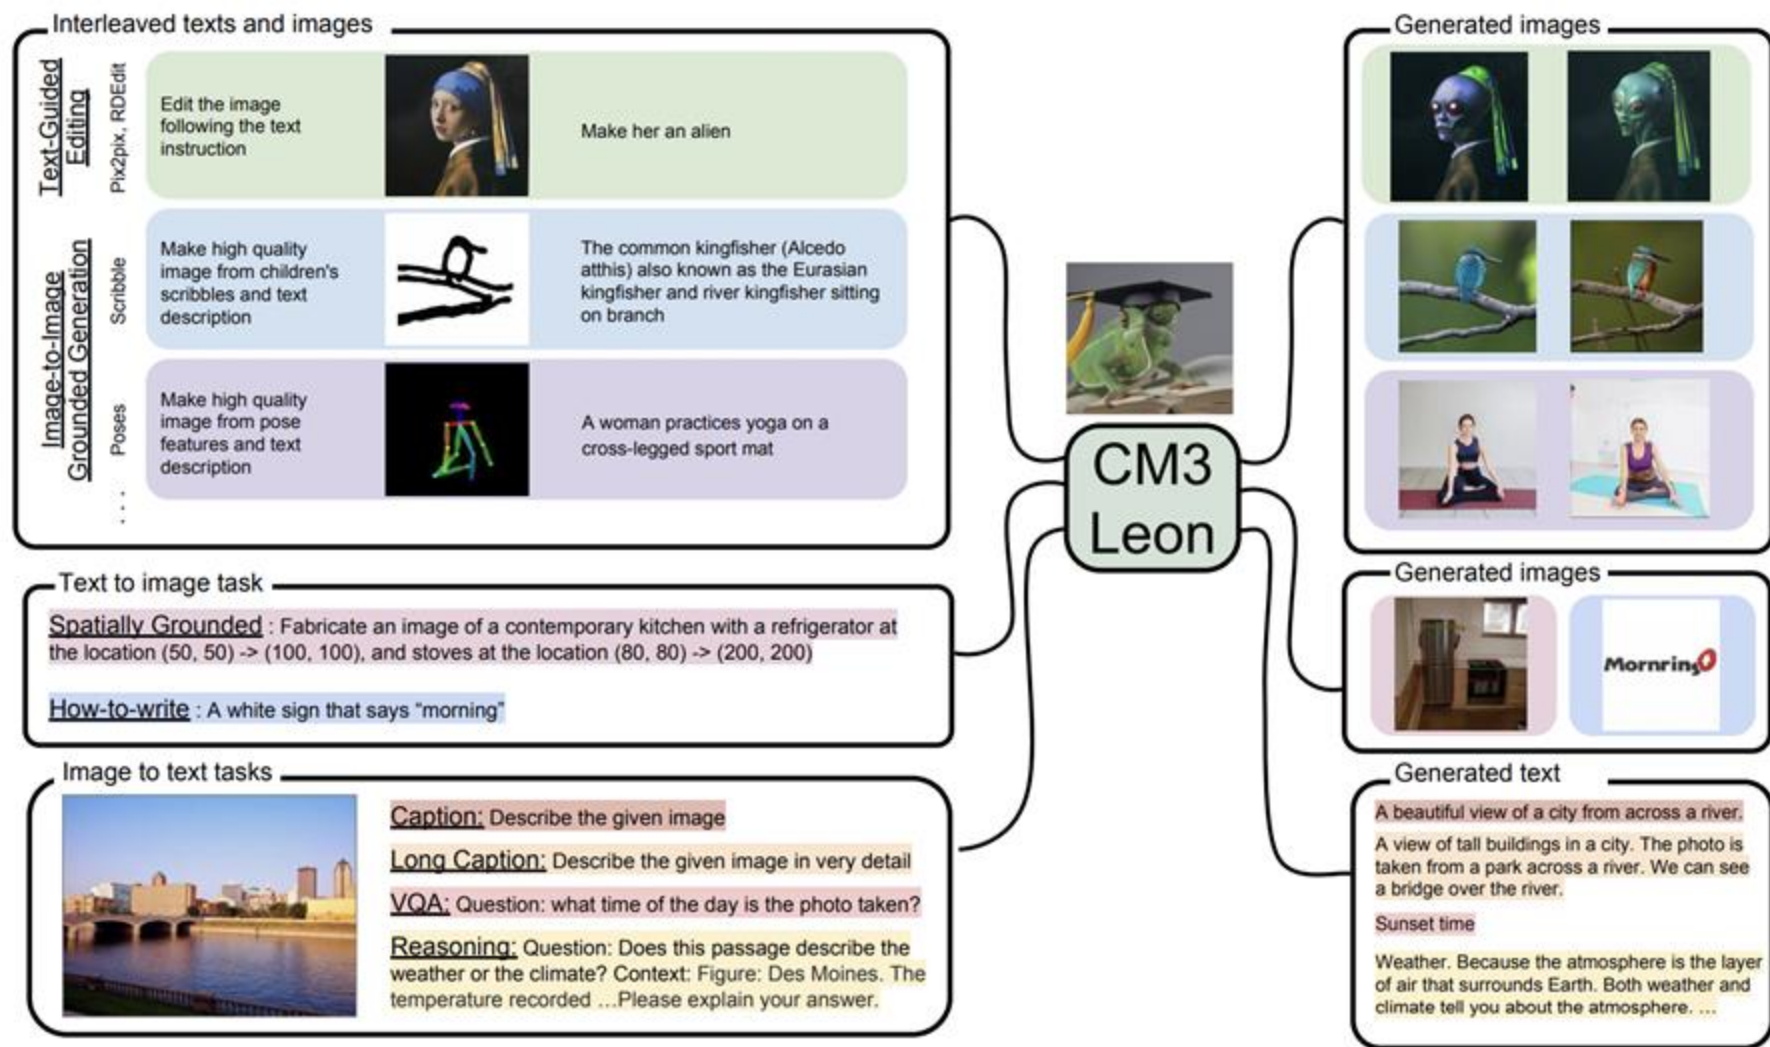 Interleaved texts and images
Text-Guided
Editing
Pix2pix, RDEdit
Edit the image
following the text
instruction
Make her an alien
Image-to-Image
Grounded Generation
Scribble
Make high quality
image from children's
scribbles and text
description
The common kingfisher (Alcedo
atthis) also known as the Eurasian
kingfisher and river kingfisher sitting
on branch
Poses
Make high quality
image from pose
features and text
description
A woman practices yoga on a
cross-legged sport mat
. . .
Text to image task
Spatially Grounded : Fabricate an image of a contemporary kitchen with a refrigerator at
the location (50, 50) -> (100, 100), and stoves at the location (80, 80) -> (200, 200)
How-to-write : A white sign that says “morning”
Image to text tasks
Caption: Describe the given image
Long Caption: Describe the given image in very detail
VQA: Question: what time of the day is the photo taken?
Reasoning: Question: Does this passage describe the
weather or the climate? Context: Figure: Des Moines. The
temperature recorded …Please explain your answer.
CM3
Leon
Generated images
Generated images
Mornring
Generated text
A beautiful view of a city from across a river.
A view of tall buildings in a city. The photo is
taken from a park across a river. We can see
a bridge over the river.
Sunset time
Weather. Because the atmosphere is the layer
of air that surrounds Earth. Both weather and
climate tell you about the atmosphere. …